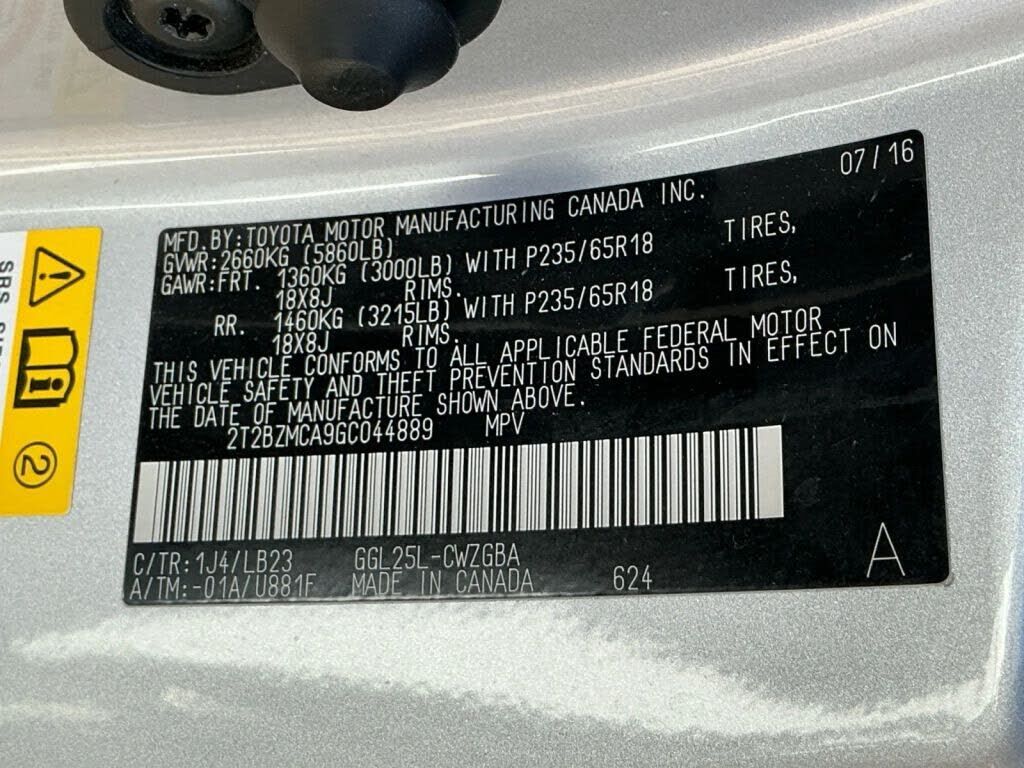 07/16
MFD.BY:TOYOTA MOTOR MANUFACTURING CANADA INC.
GVWR:2660KG (5860LB)
GAWR:FRT. 1360KG (3000LB) WITH P235/65R18 TIRES,
18X8J RIMS.
RR. 1460KG (3215LB) WITH P235/65R18 TIRES,
18X8J RIMS.
THIS VEHICLE CONFORMS TO ALL APPLICABLE FEDERAL MOTOR
VEHICLE SAFETY AND THEFT PREVENTION STANDARDS IN EFFECT ON
THE DATE OF MANUFACTURE SHOWN ABOVE.
2T2BZMCA9GC044889 MPV
C/TR:1J4/LB23 GGL25L-CWZGBA
A/TM:-01A/U881F MADE IN CANADA 624
A
SRS
2